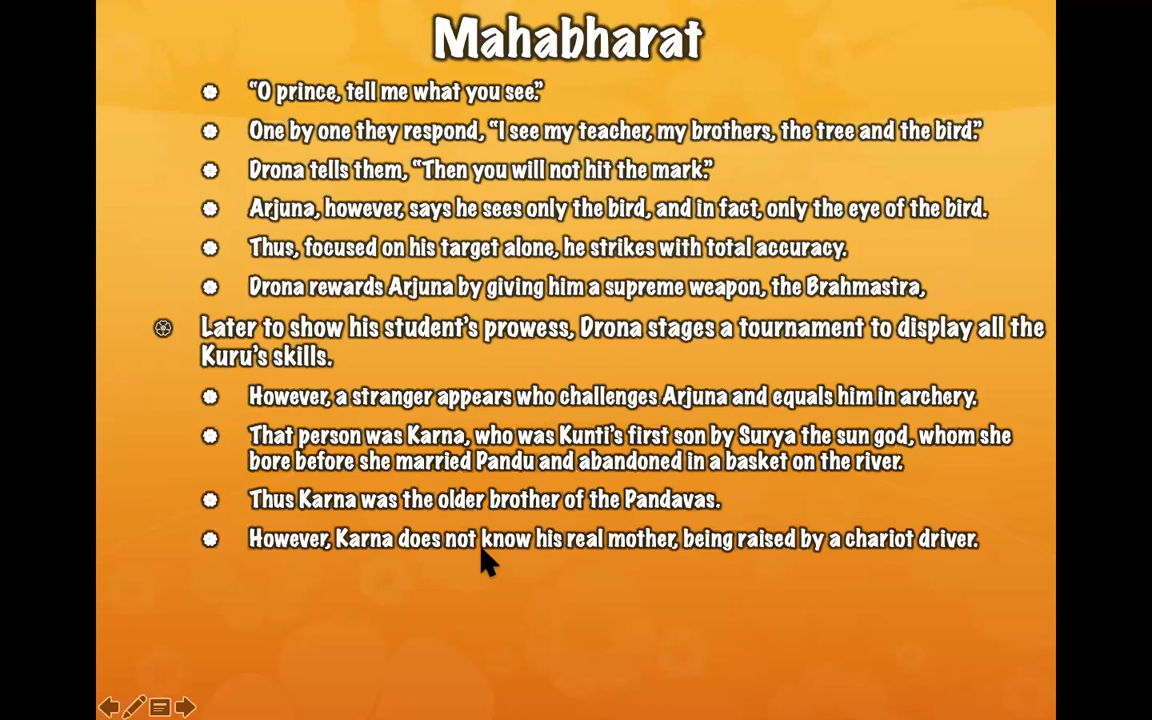 Mahabharat
“O prince, tell me what you see.”
One by one they respond, “I see my teacher, my brothers, the tree and the bird.”
Drona tells them, “Then you will not hit the mark.”
Arjuna, however, says he sees only the bird, and in fact, only the eye of the bird.
Thus, focused on his target alone, he strikes with total accuracy.
Drona rewards Arjuna by giving him a supreme weapon, the Brahmastra,
Later to show his student’s prowess, Drona stages a tournament to display all the
Kuru’s skills.
However, a stranger appears who challenges Arjuna and equals him in archery.
That person was Karna, who was Kunti’s first son by Surya the sun god, whom she
bore before she married Pandu and abandoned in a basket on the river.
Thus Karna was the older brother of the Pandavas.
However, Karna does not know his real mother, being raised by a chariot driver.